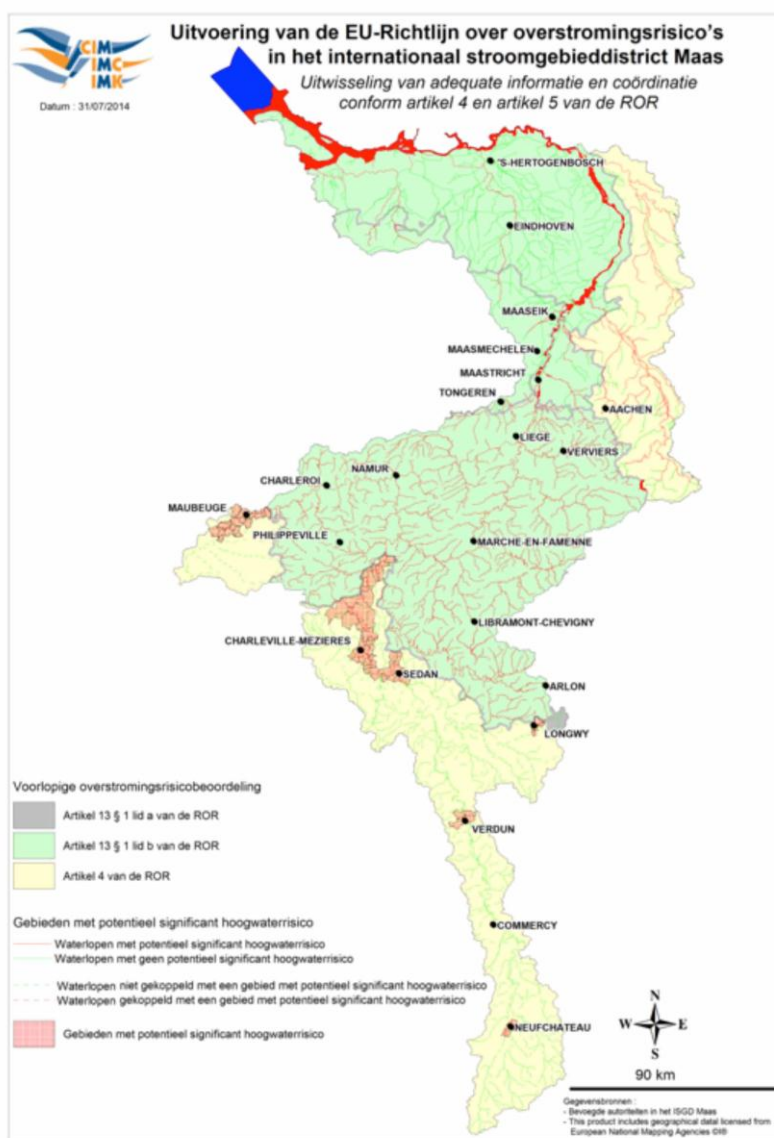 CIM
IMC
IMK
Datum : 31/07/2014
Uitvoering van de EU-Richtlijn over overstromingsrisico's
in het internationaal stroomgebieddistrict Maas
Uitwisseling van adequate informatie en coördinatie
conform artikel 4 en artikel 5 van de ROR
'S-HERTOGENBOSCH
EINDHOVEN
MAASEIK
MAASMECHELEN
MAASTRICHT
TONGEREN
AACHEN
LIEGE
VERVIERS
NAMUR
CHARLEROI
MAUBEUGE
PHILIPPEVILLE
MARCHE-EN-FAMENNE
LIBRAMONT-CHEVIGNY
CHARLEVILLE-MEZIERES
SEDAN
ARLON
LONGWY
VERDUN
COMMERCY
NEUFCHATEAU
Voorlopige overstromingsrisicobeoordeling
Artikel 13 § 1 lid a van de ROR
Artikel 13 § 1 lid b van de ROR
Artikel 4 van de ROR
Gebieden met potentieel significant hoogwaterrisico
Waterlopen met potentieel significant hoogwaterrisico
Waterlopen met geen potentieel significant hoogwaterrisico
Waterlopen niet gekoppeld met een gebied met potentieel significant hoogwaterrisico
Waterlopen gekoppeld met een gebied met potentieel significant hoogwaterrisico
Gebieden met potentieel significant hoogwaterrisico
N
W E
S
90 km
Gegevensbronnen :
- Bevoegde autoriteiten in het ISGD Maas
- This product includes geographical datal licensed from
European National Mapping Agencies